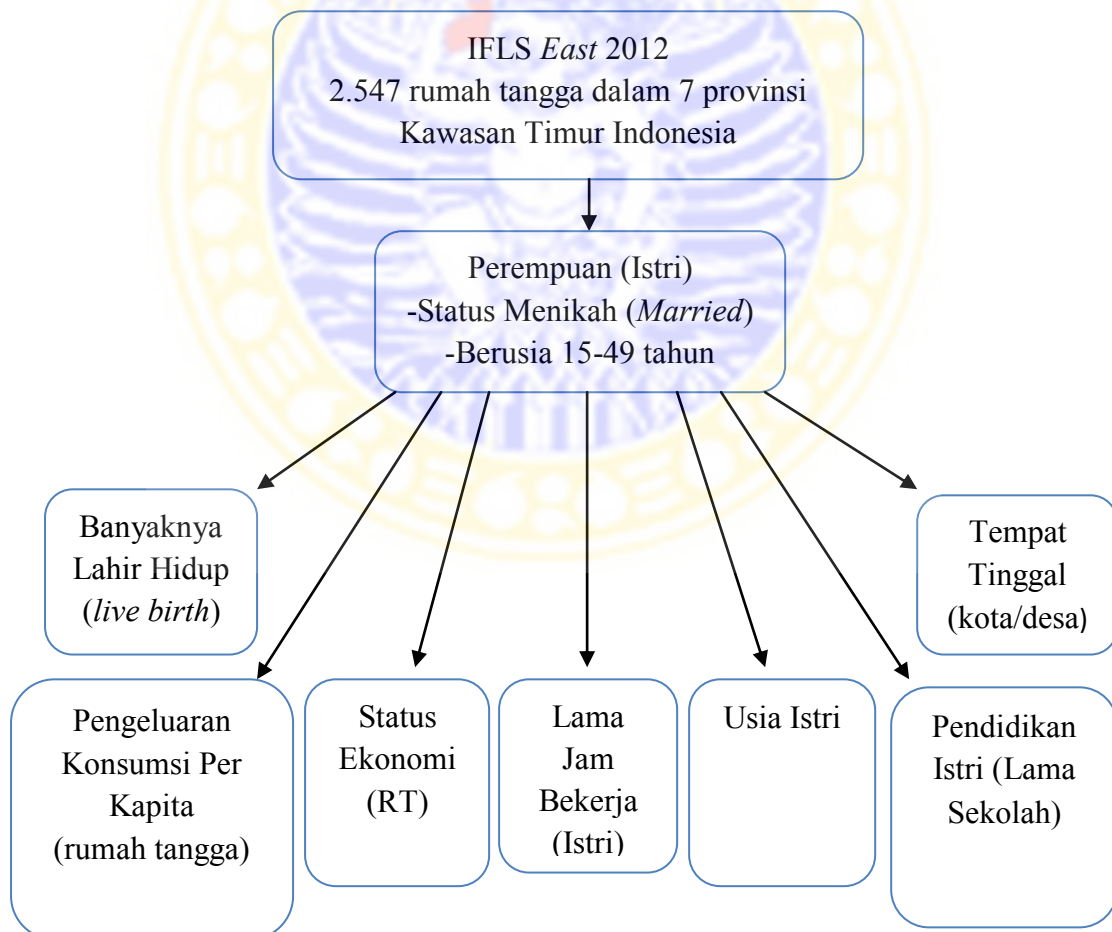 IFLS East 2012
2.547 rumah tangga dalam 7 provinsi
Kawasan Timur Indonesia
Perempuan (Istri)
-Status Menikah (Married)
-Berusia 15-49 tahun
Banyaknya
Lahir Hidup
(live birth)
Tempat
Tinggal
(kota/desa)
Pengeluaran
Konsumsi Per
Kapita
(rumah tangga)
Status
Ekonomi
(RT)
Lama
Jam
Bekerja
(Istri)
Usia Istri
Pendidikan
Istri (Lama
Sekolah)